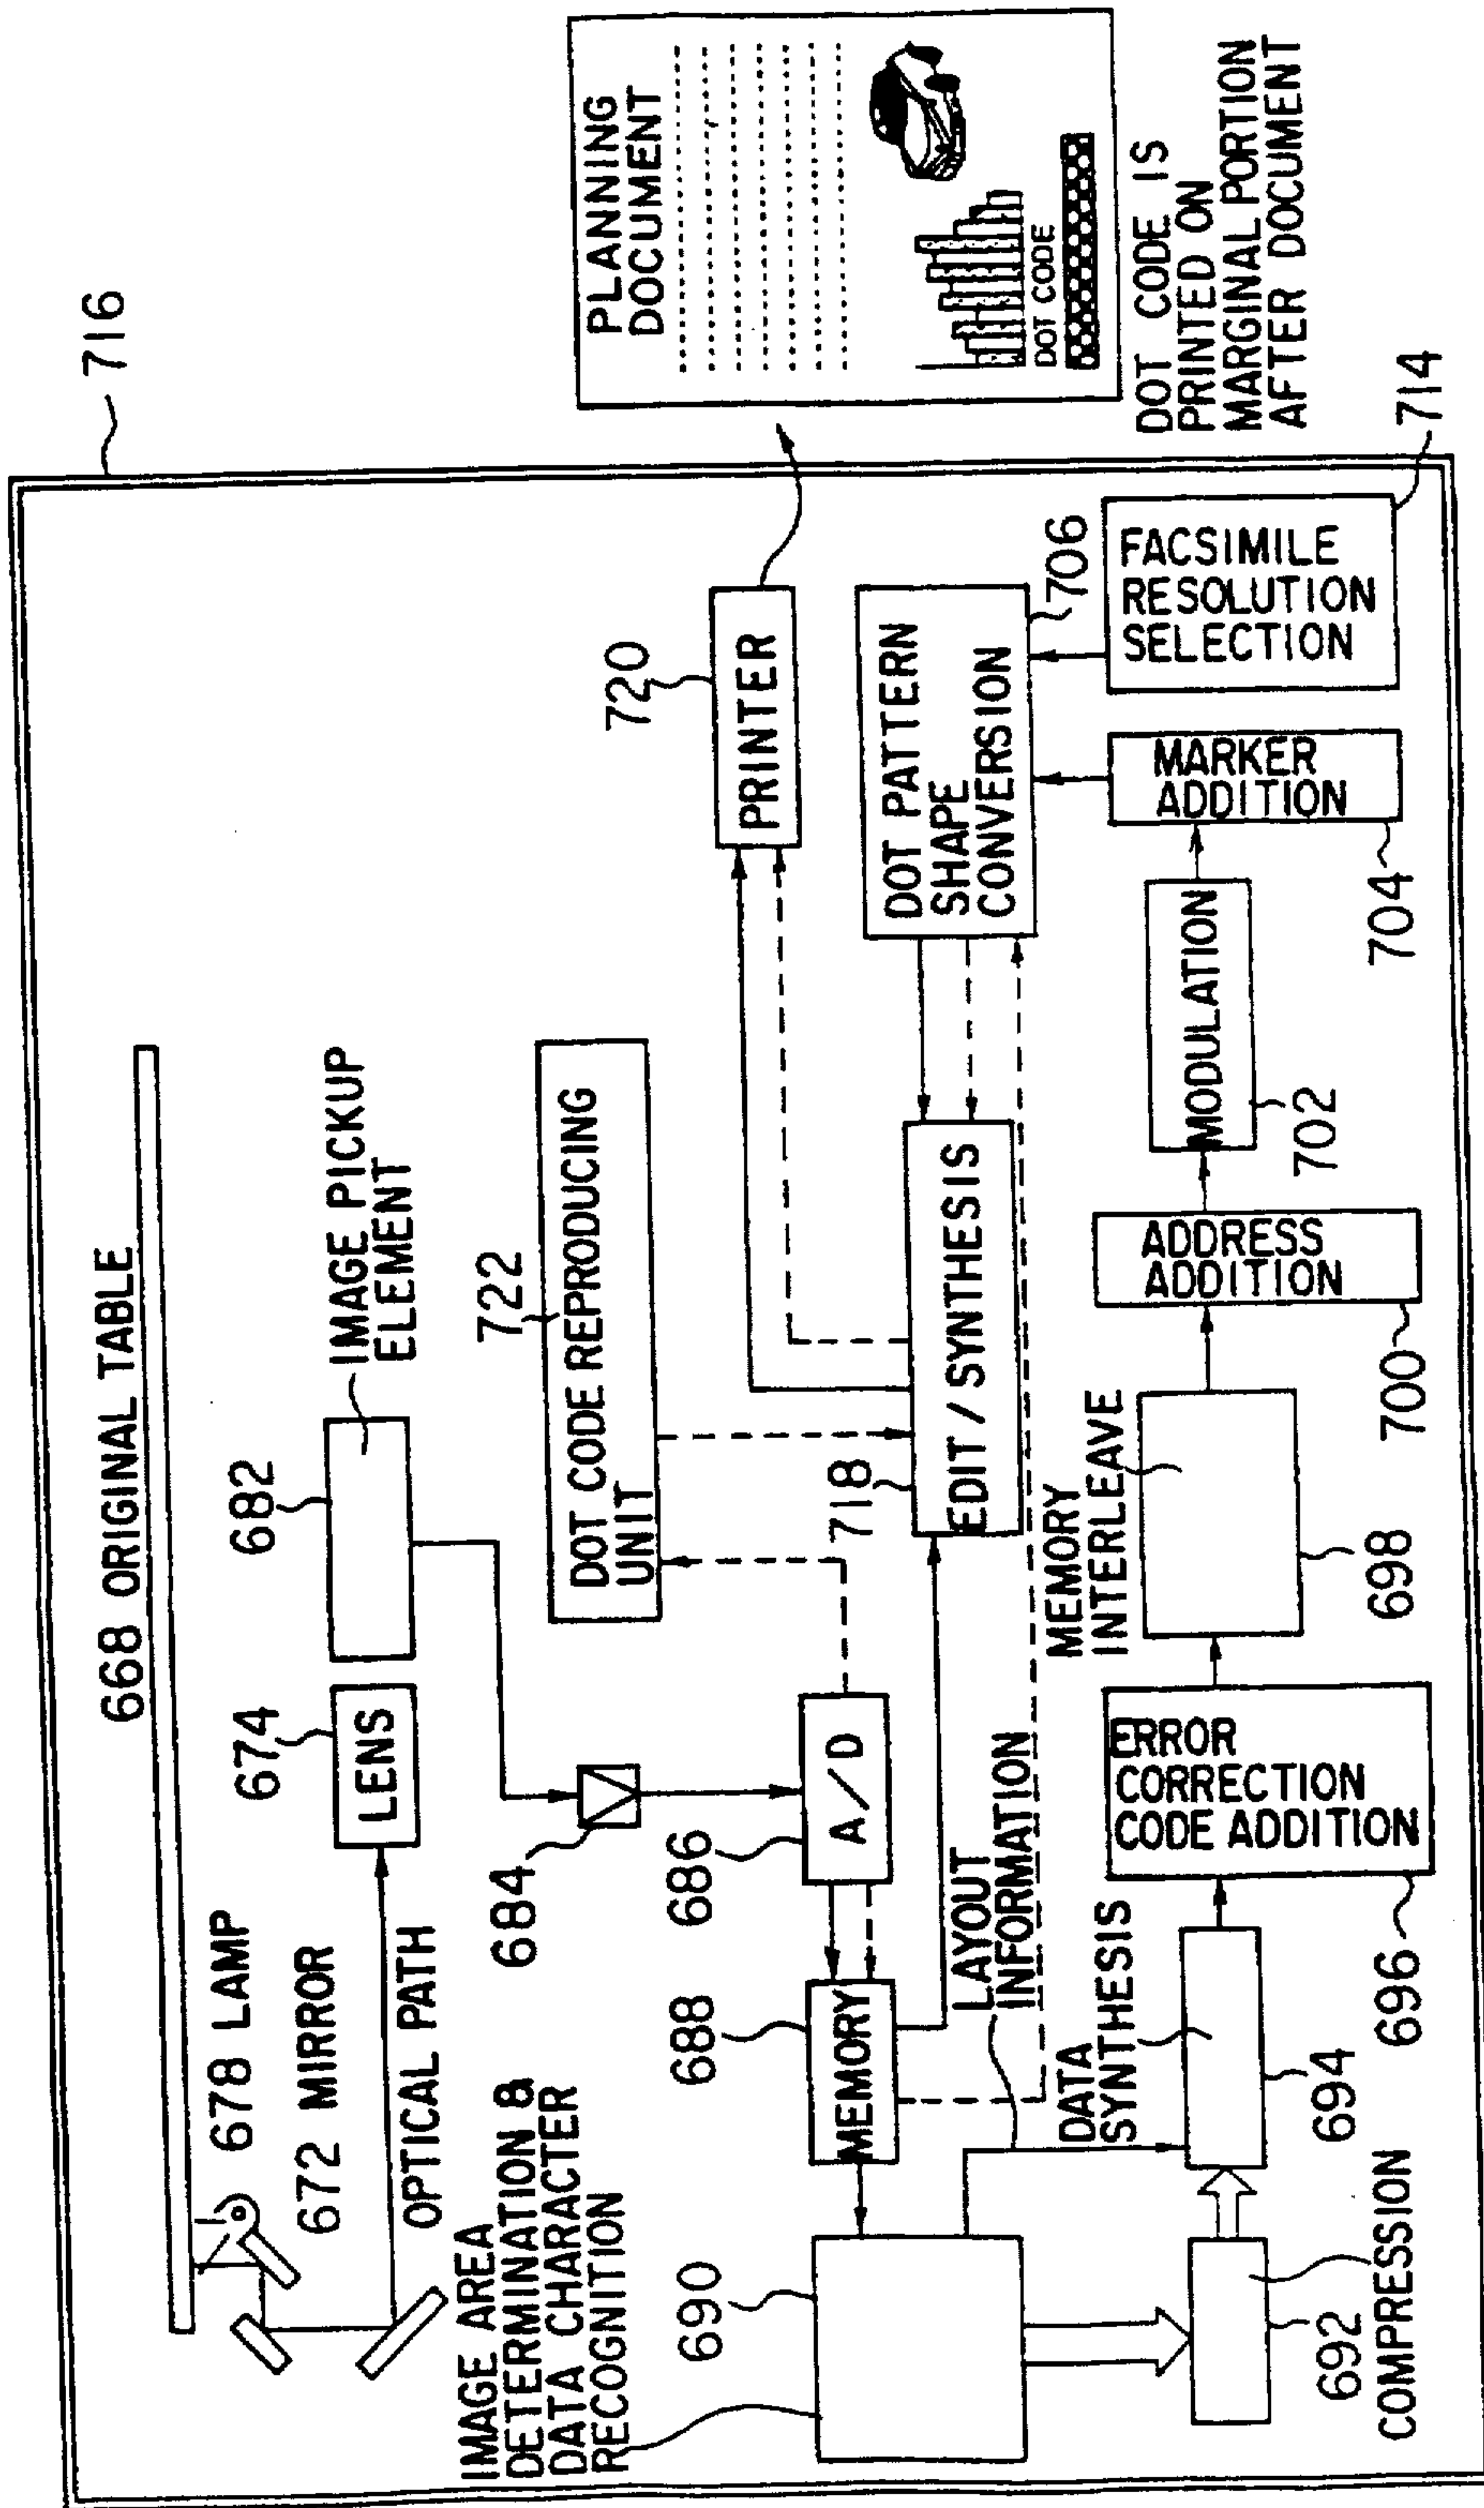 716
668 ORIGINAL TABLE
678 LAMP
672 MIRROR
OPTICAL PATH
674
LENS
682
IMAGE PICKUP
ELEMENT
684
722
DOT CODE REPRODUCING
UNIT
720
PRINTER
PLANNING
DOCUMENT
DOT CODE
DOT CODE IS
PRINTED ON
MARGINAL PORTION
AFTER DOCUMENT
IMAGE AREA
DETERMINATION &
DATA CHARACTER
RECOGNITION
690
688
MEMORY
686
A/D
718
EDIT / SYNTHESIS
DOT PATTERN
SHAPE
CONVERSION
706
LAYOUT
INFORMATION
692
COMPRESSION
DATA
SYNTHESIS
694
ERROR
CORRECTION
CODE ADDITION
696
MEMORY
INTERLEAVE
698
ADDRESS
ADDITION
700
MODULATION
702
MARKER
ADDITION
704
FACSIMILE
RESOLUTION
SELECTION
714